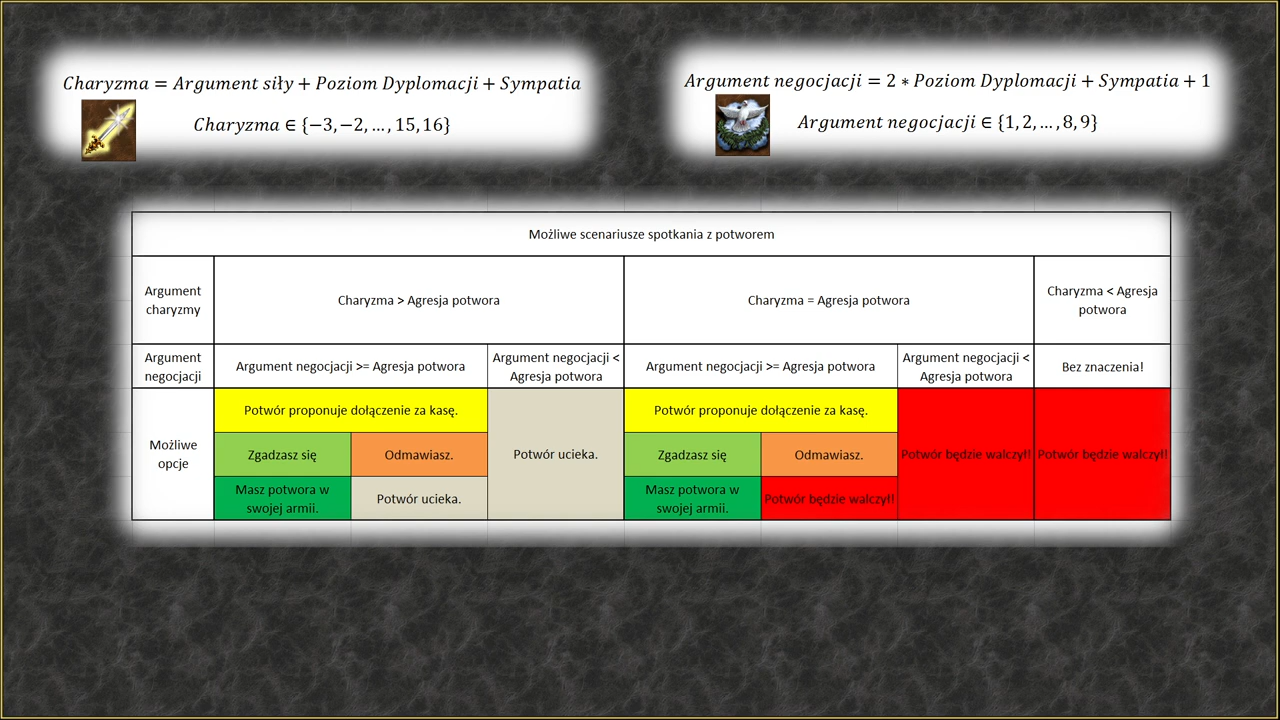 Charyzma = Argument siły + Poziom Dyplomacji + Sympatia
Charyzma ∈ {−3, −2, ..., 15, 16}
Argument negocjacji = 2 ∗ Poziom Dyplomacji + Sympatia + 1
Argument negocjacji ∈ {1, 2, ..., 8, 9}
Możliwe scenariusze spotkania z potworem
Argument
charyzmy
Charyzma > Agresja potwora
Charyzma = Agresja potwora
Charyzma < Agresja
potwora
Argument
negocjacji
Argument negocjacji >= Agresja potwora
Argument negocjacji <
Agresja potwora
Argument negocjacji >= Agresja potwora
Argument negocjacji <
Agresja potwora
Bez znaczenia!
Możliwe
opcje
Potwór proponuje dołączenie za kasę.
Zgadzasz się
Odmawiasz.
Masz potwora w
swojej armii.
Potwór ucieka.
Potwór ucieka.
Potwór proponuje dołączenie za kasę.
Zgadzasz się
Odmawiasz.
Masz potwora w
swojej armii.
Potwór będzie walczył!
Potwór będzie walczył!
Potwór będzie walczył!